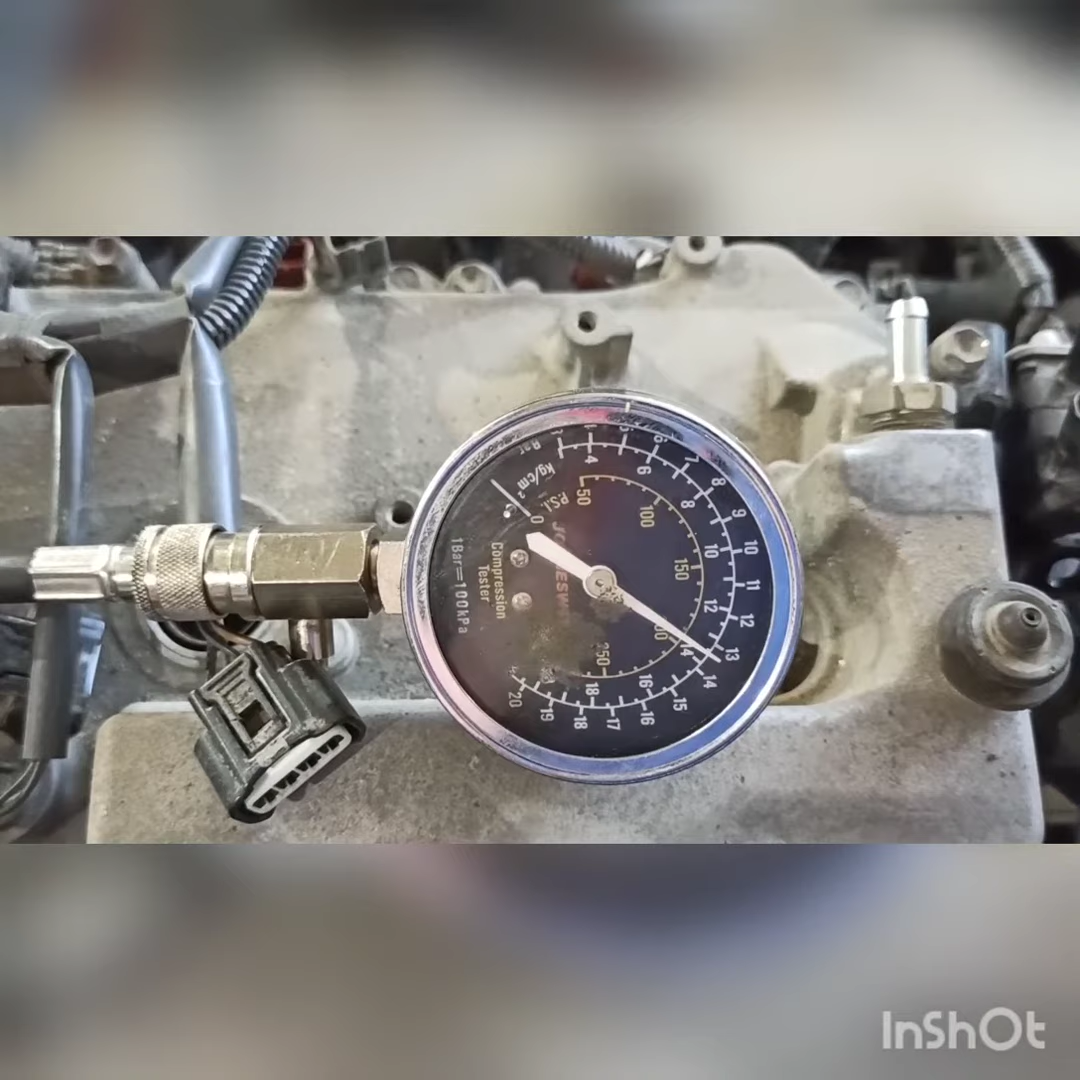 Bar
kg/cm²
P.S.I.
0
4 6 8 10 12 14 16 18
5 6 7 8 9 10 11 12 13 14 15 16 17 18 19 20
50 100 150 250
Compression
Tester
1Bar=100kPa
InShOt